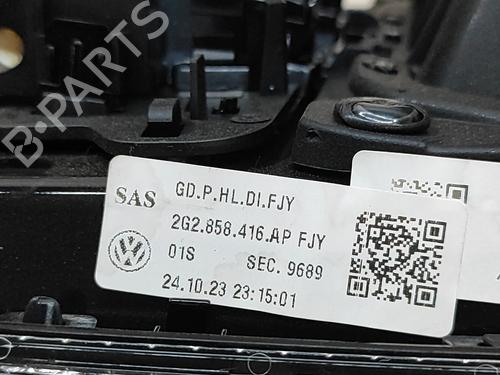 B-PARTS
SAS GD.P.HL.DI.FJY
2G2.858.416.AP FJY
01S SEC. 9689
24.10.23 23:15:01